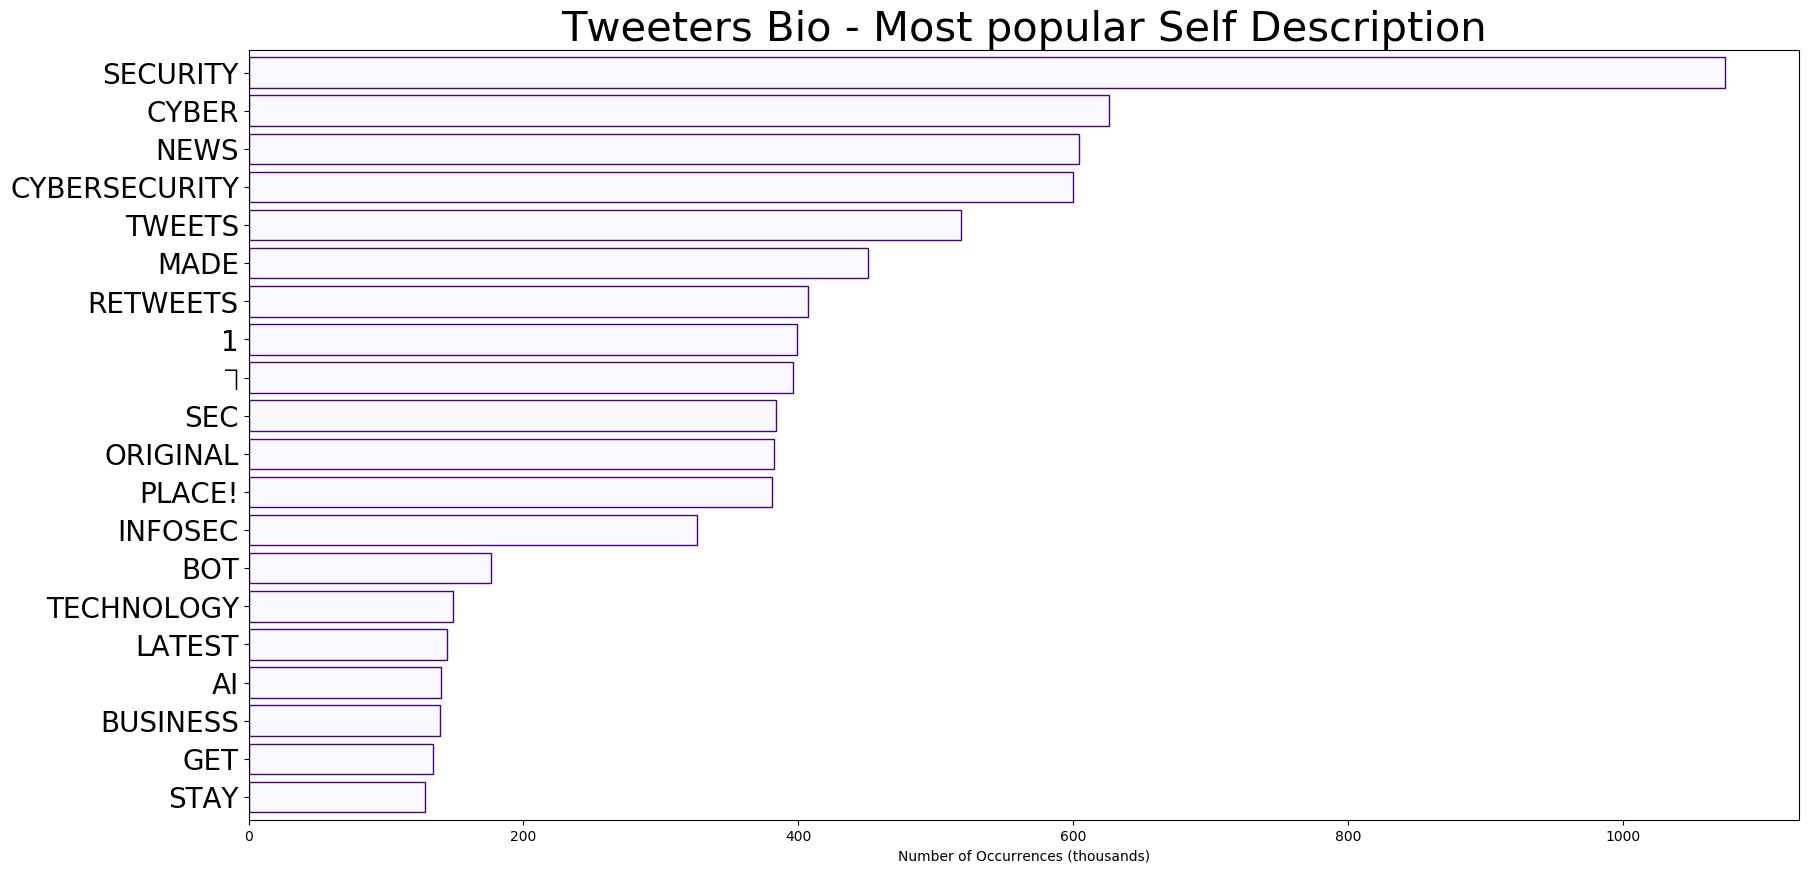 Tweeters Bio - Most popular Self Description
SECURITY
CYBER
NEWS
CYBERSECURITY
TWEETS
MADE
RETWEETS
1
SEC
ORIGINAL
PLACE!
INFOSEC
BOT
TECHNOLOGY
LATEST
AI
BUSINESS
GET
STAY
0 200 400 600 800 1000
Number of Occurrences (thousands)